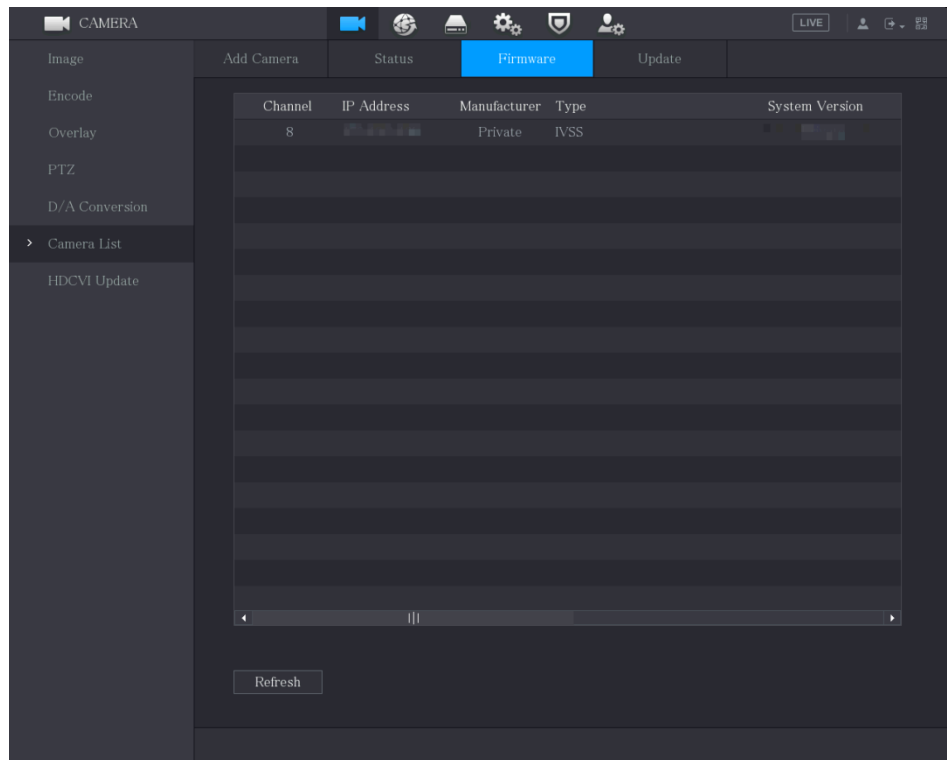 CAMERA LIVE
Image
Encode
Overlay
PTZ
D/A Conversion
Camera List
HDCVI Update
Add Camera Status Firmware Update
Channel IP Address Manufacturer Type System Version
8 Private IVSS
Refresh